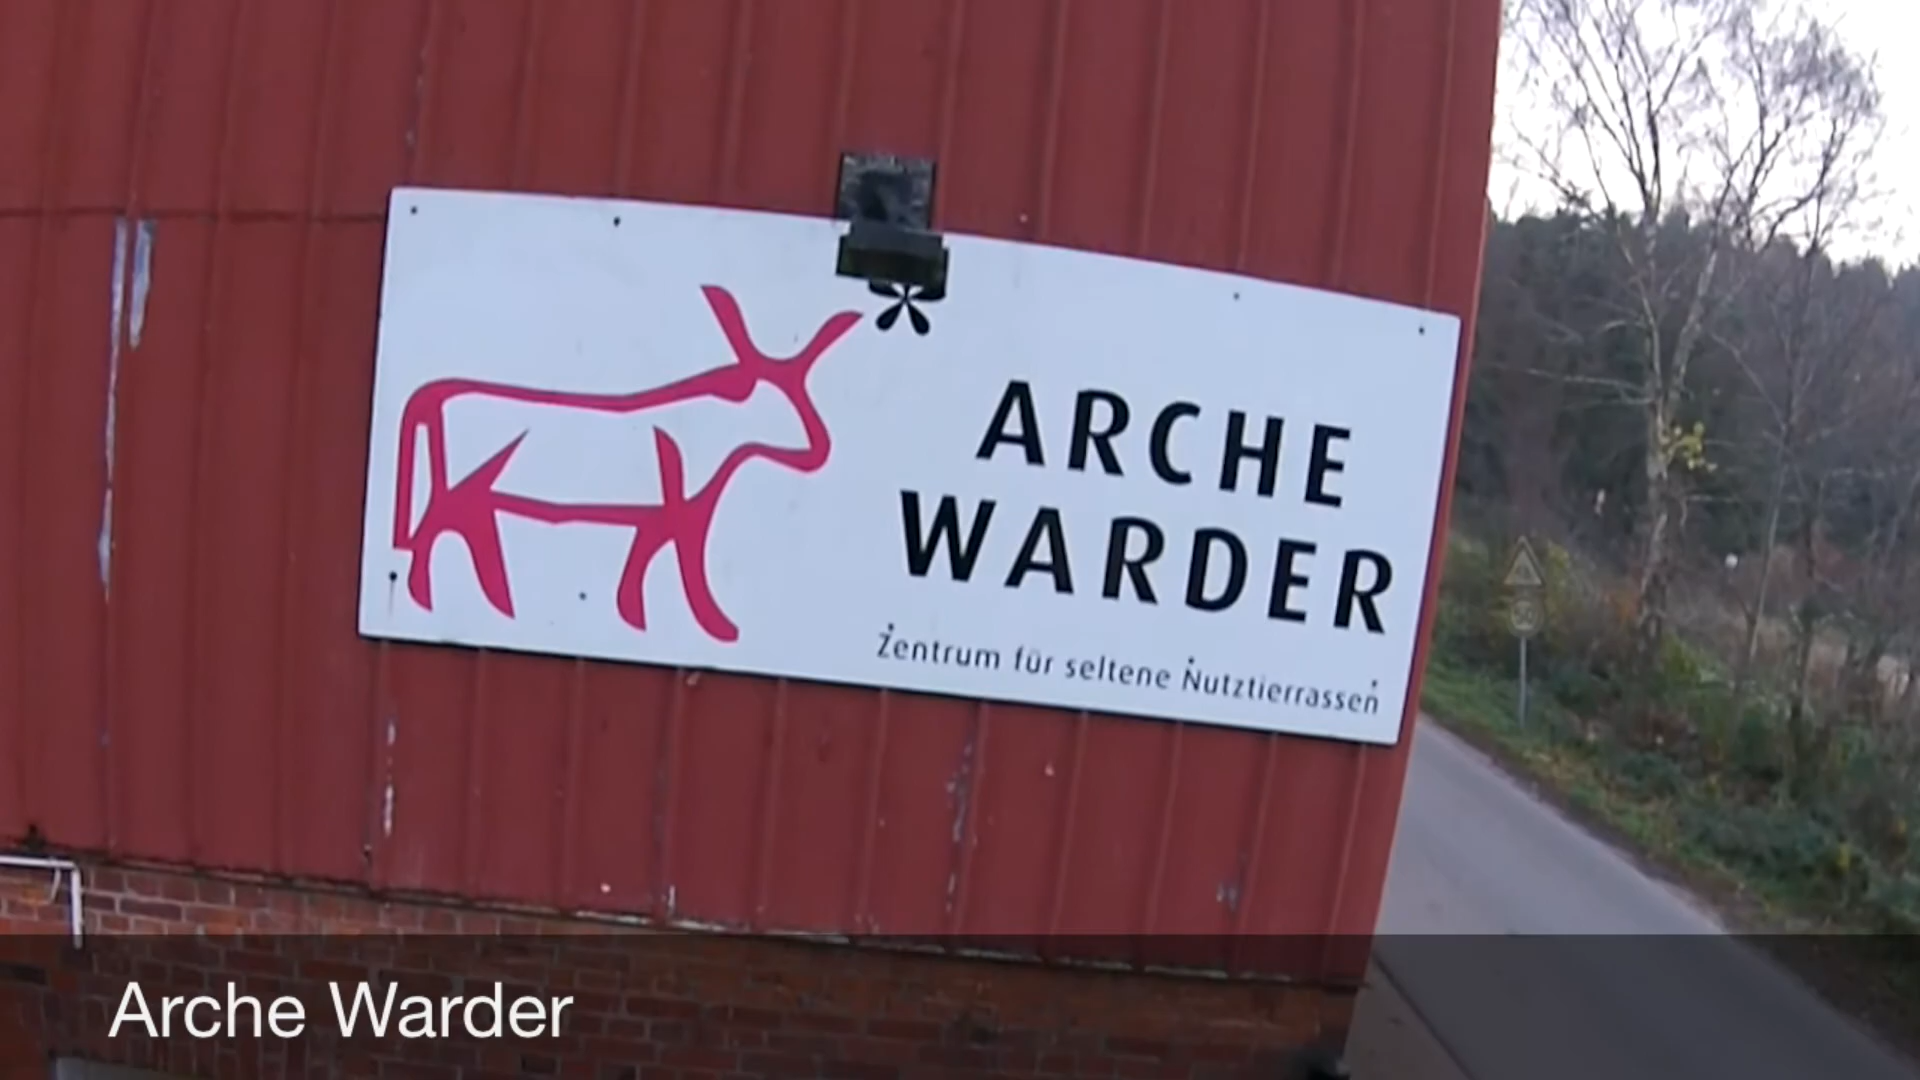 ARCHE
WARDER
Zentrum für seltene Nutztierrassen
Arche Warder